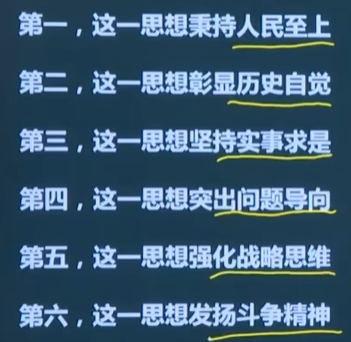 第一，这一思想秉持人民至上
第二，这一思想彰显历史自觉
第三，这一思想坚持实事求是
第四，这一思想突出问题导向
第五，这一思想强化战略思维
第六，这一思想发扬斗争精神